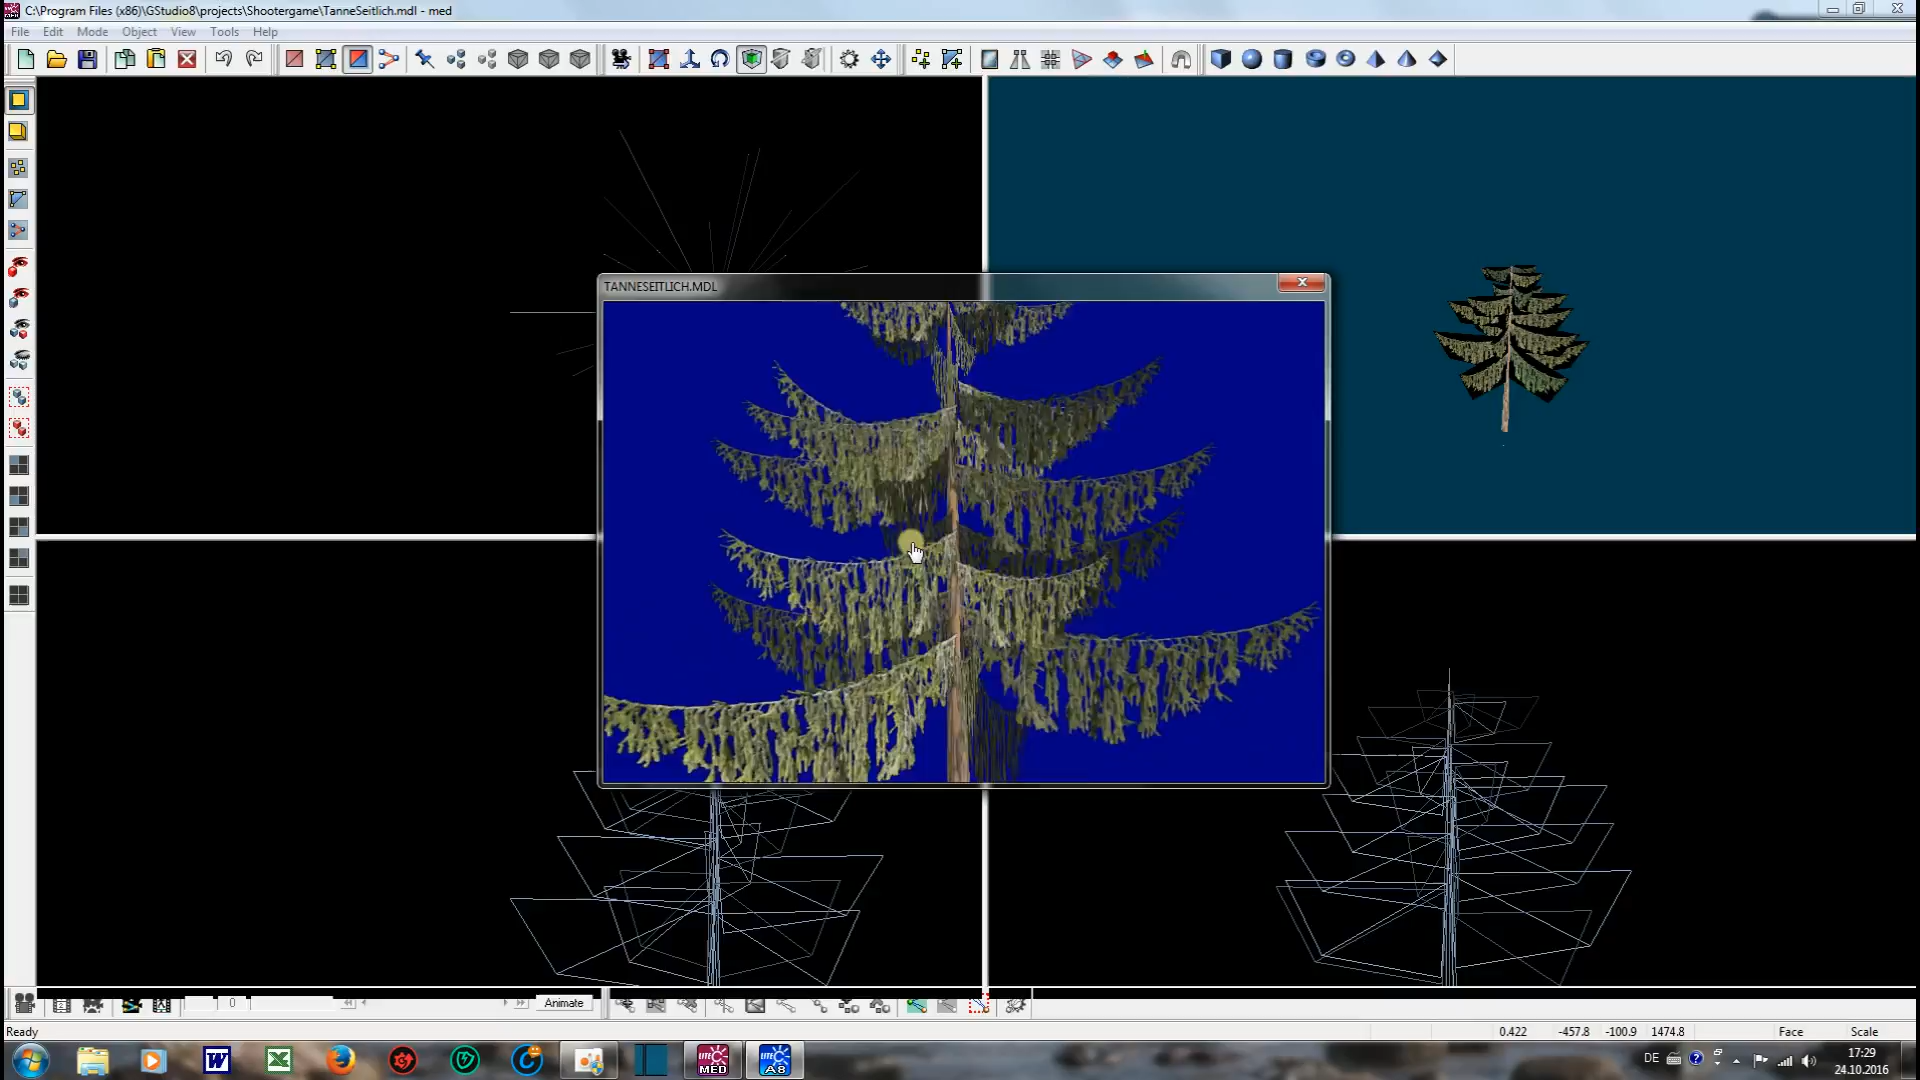 C:\Program Files (x86)\GStudio8\projects\Shootergame\TanneSeitlich.mdl - med
File Edit Mode Object View Tools Help
TANNESEITLICH.MDL
0
Animate
Ready
0.422 -457.8 -100.9 1474.8 Face Scale
W
LITE-C
MED
LITE-C
A8
DE
17:29
24.10.2016